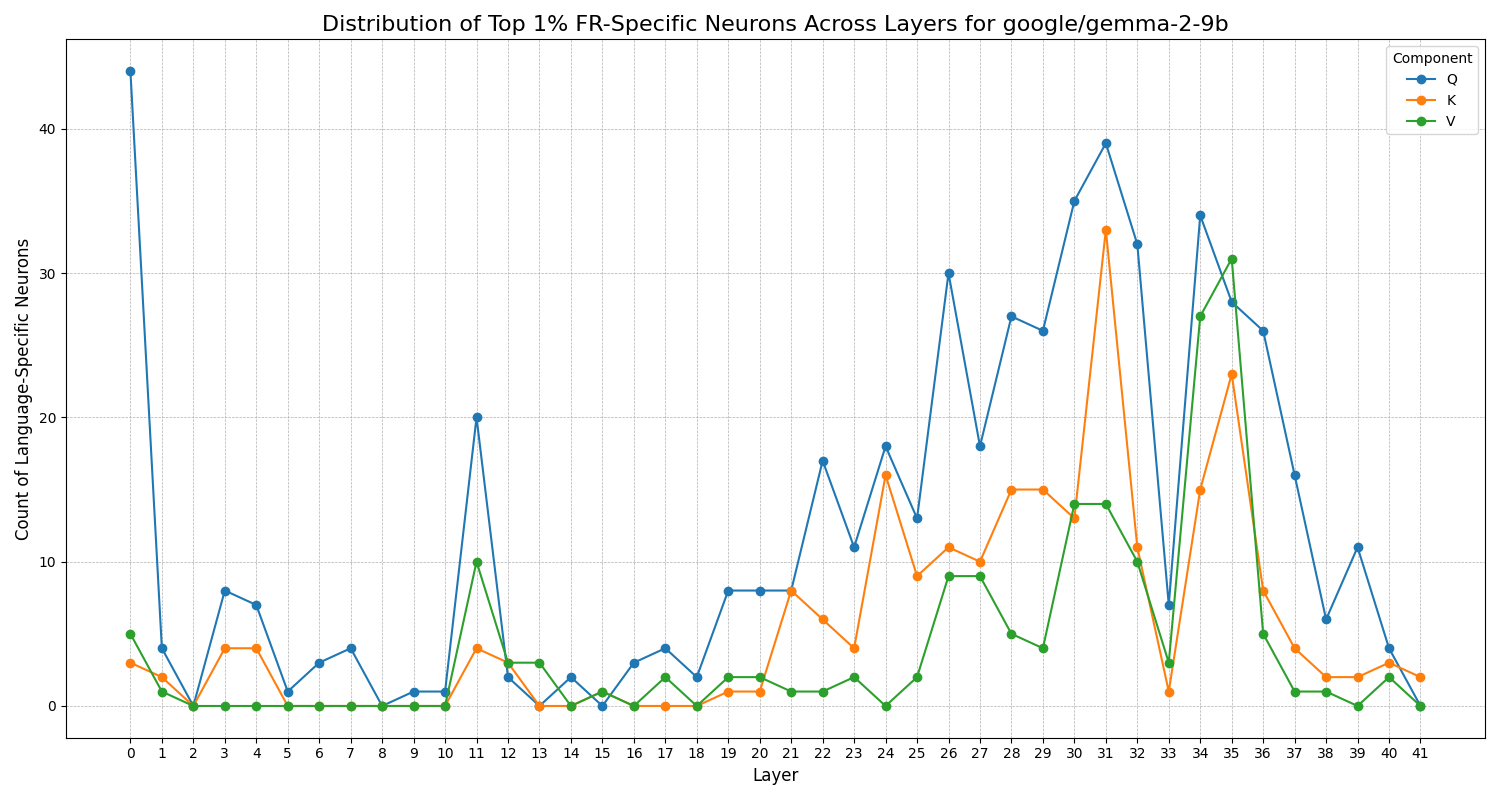 Distribution of Top 1% FR-Specific Neurons Across Layers for google/gemma-2-9b
Component
Q
K
V
Count of Language-Specific Neurons
40
30
20
10
0
0 1 2 3 4 5 6 7 8 9 10 11 12 13 14 15 16 17 18 19 20 21 22 23 24 25 26 27 28 29 30 31 32 33 34 35 36 37 38 39 40 41
Layer